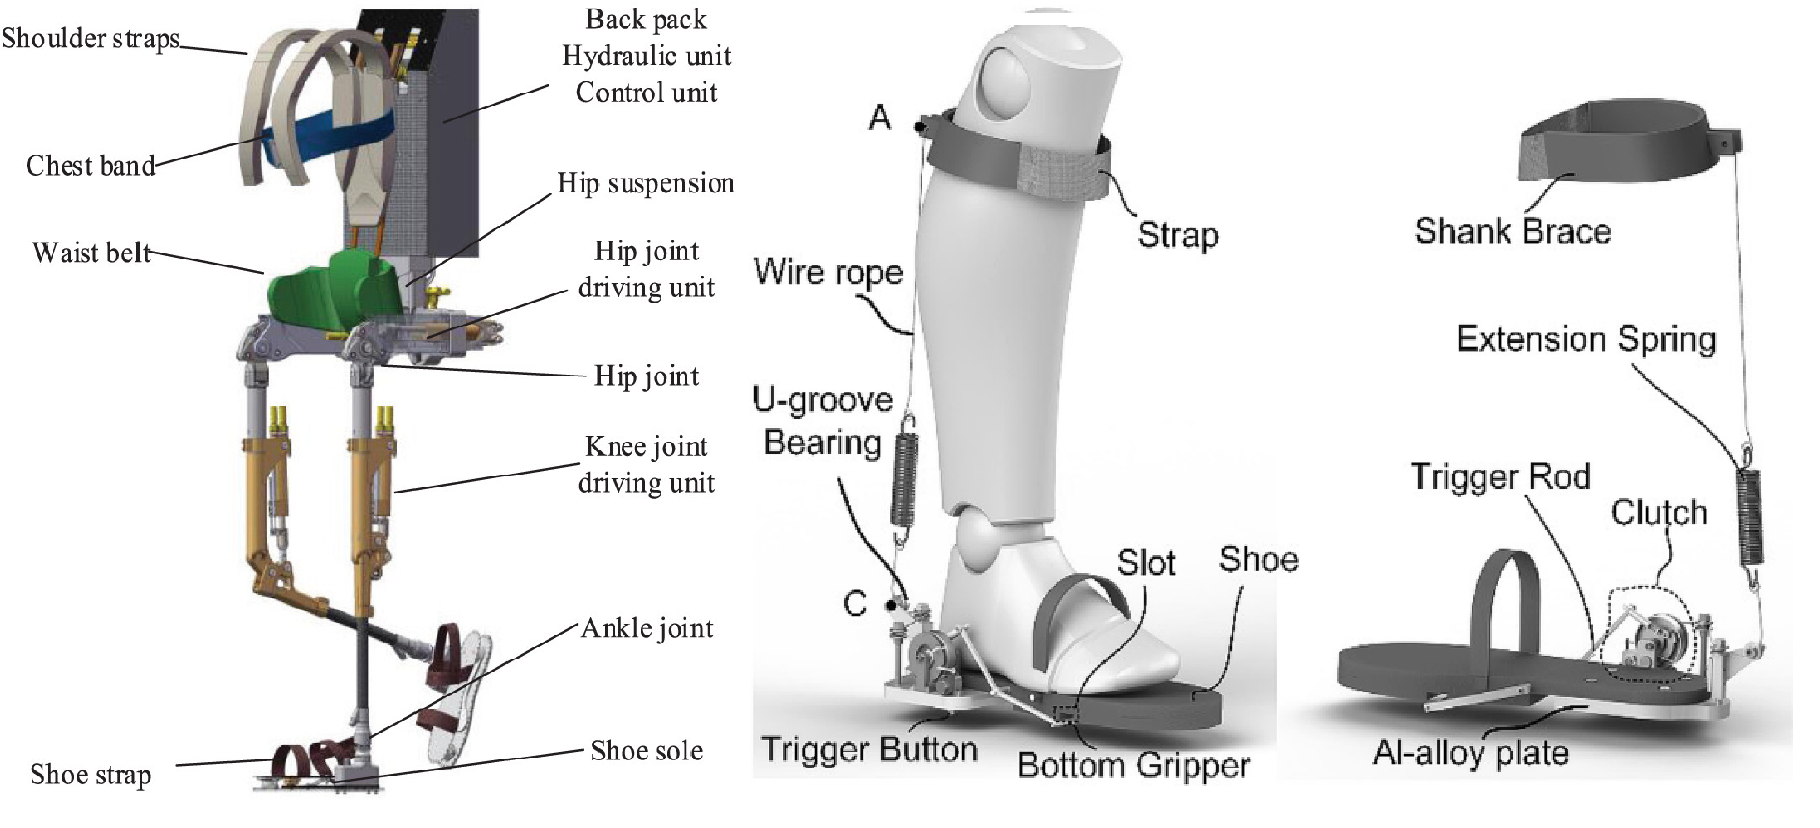 Shoulder straps
Back pack
Hydraulic unit
Control unit
Chest band
Hip suspension
Waist belt
Hip joint
driving unit
Hip joint
Knee joint
driving unit
Ankle joint
Shoe strap
Shoe sole
A
Strap
Wire rope
U-groove
Bearing
Slot
Shoe
C
Trigger Button
Bottom Gripper
Shank Brace
Extension Spring
Trigger Rod
Clutch
Al-alloy plate